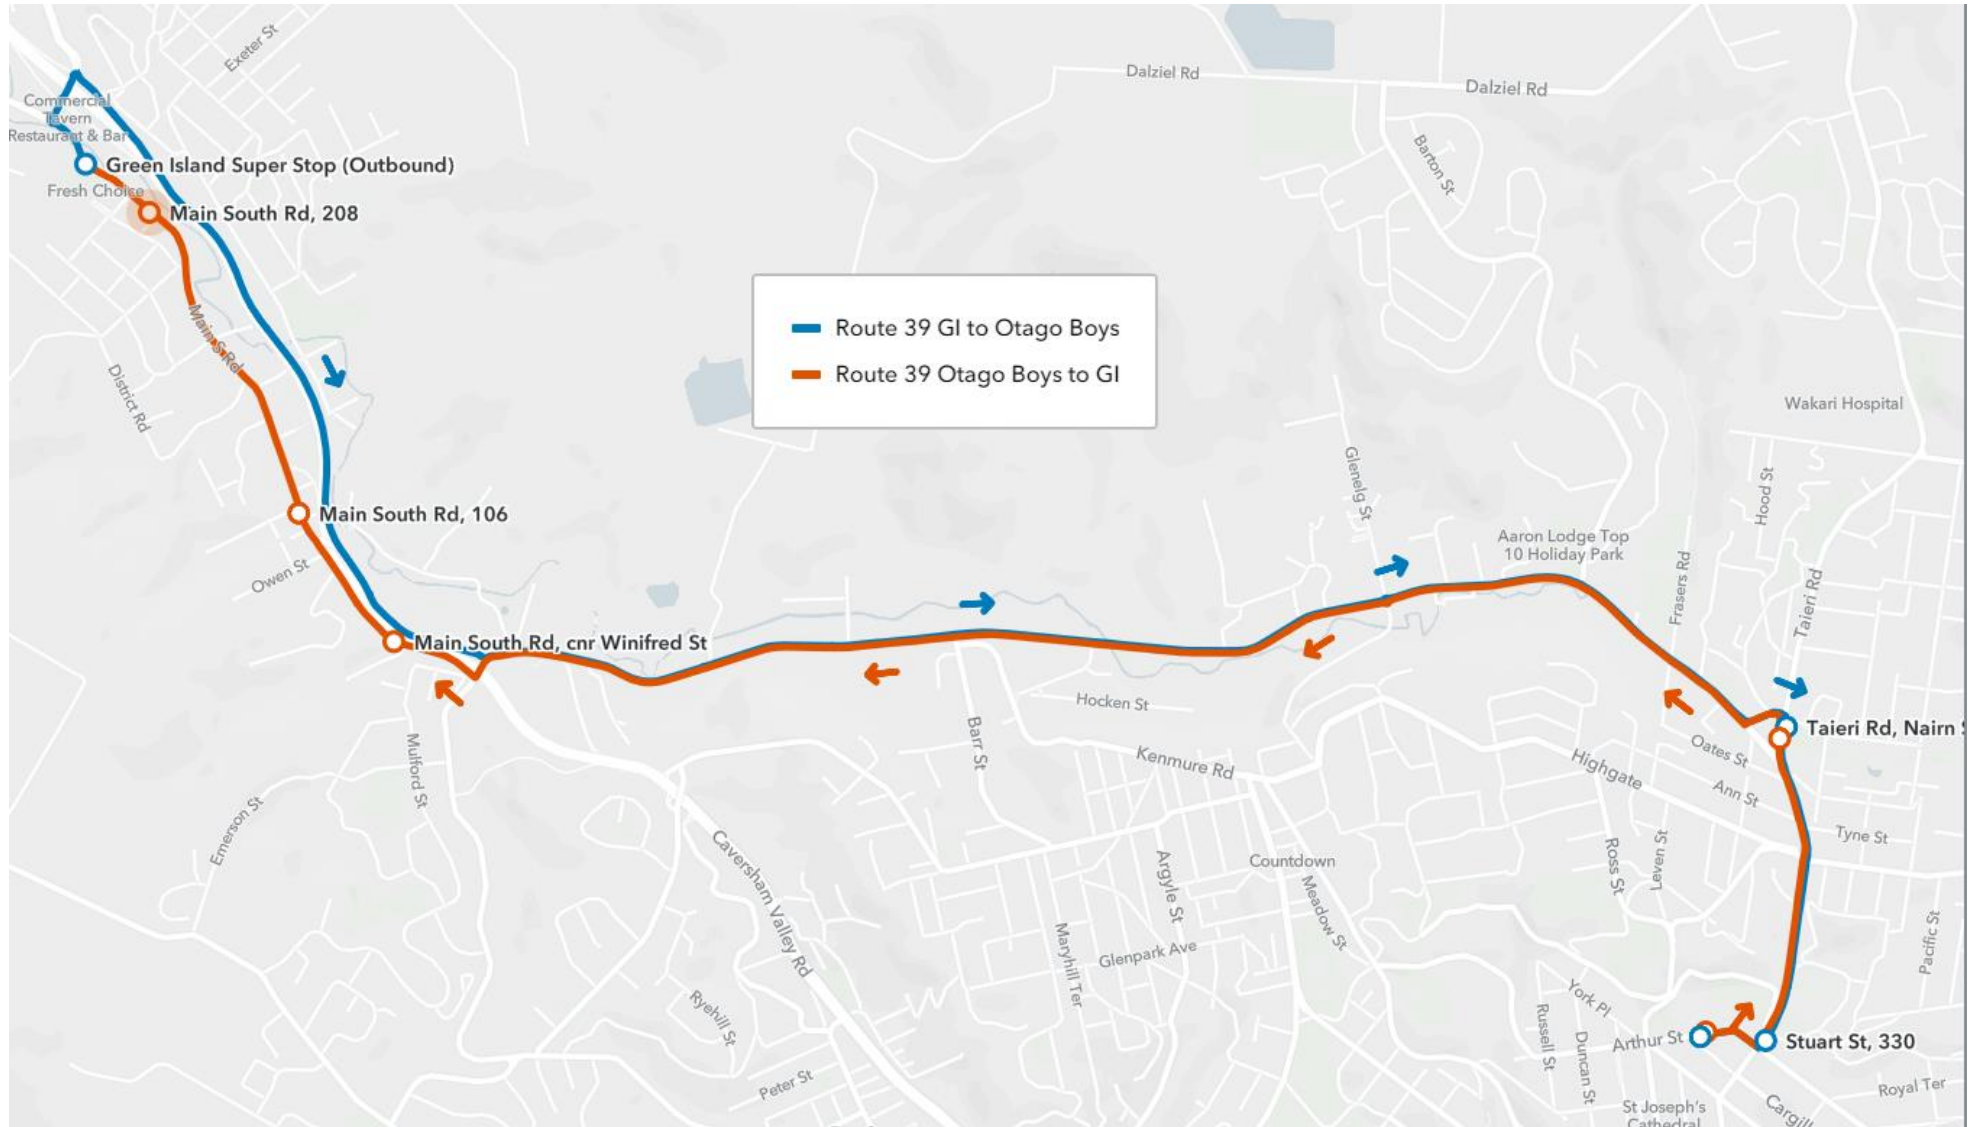 Exeter St
Dalziel Rd
Dalziel Rd
Commercial
Tavern
Restaurant & Bar
Green Island Super Stop (Outbound)
Fresh Choice
Main South Rd, 208
Barton St
Route 39 GI to Otago Boys
Route 39 Otago Boys to GI
Main S Rd
District Rd
Wakari Hospital
Glenelg St
Hood St
Main South Rd, 106
Aaron Lodge Top
10 Holiday Park
Owen St
Frasers Rd
Taieri Rd
Main South Rd, cnr Winifred St
Hocken St
Taieri Rd, Nairn
Barr St
Mulford St
Kenmure Rd
Oates St
Highgate
Ann St
Emerson St
Caversham Valley Rd
Tyne St
Countdown
Argyle St
Ross St
Leven St
Meadow St
Maryhill Ter
Glenpark Ave
Pacific St
York Pl
Ryehill St
Russell St
Duncan St
Arthur St
Stuart St, 330
Peter St
Royal Ter
St Joseph's
Cathedral
Cargill